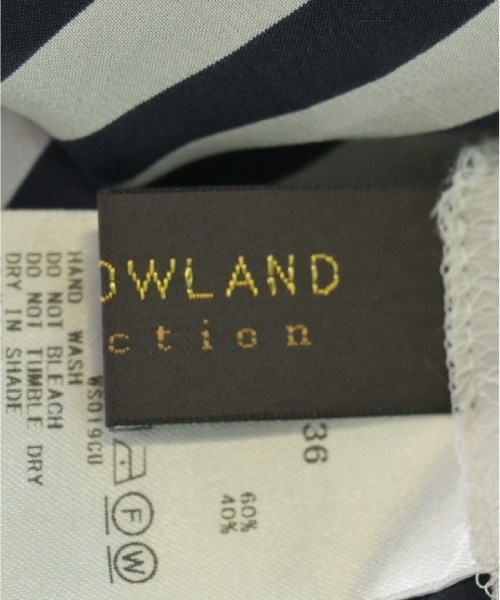 OWLAND
ction
HAND WASH
DO NOT BLEACH
DO NOT TUMBLE DRY
DRY IN SHADE
WS019CU
36
60%
40%
F
W